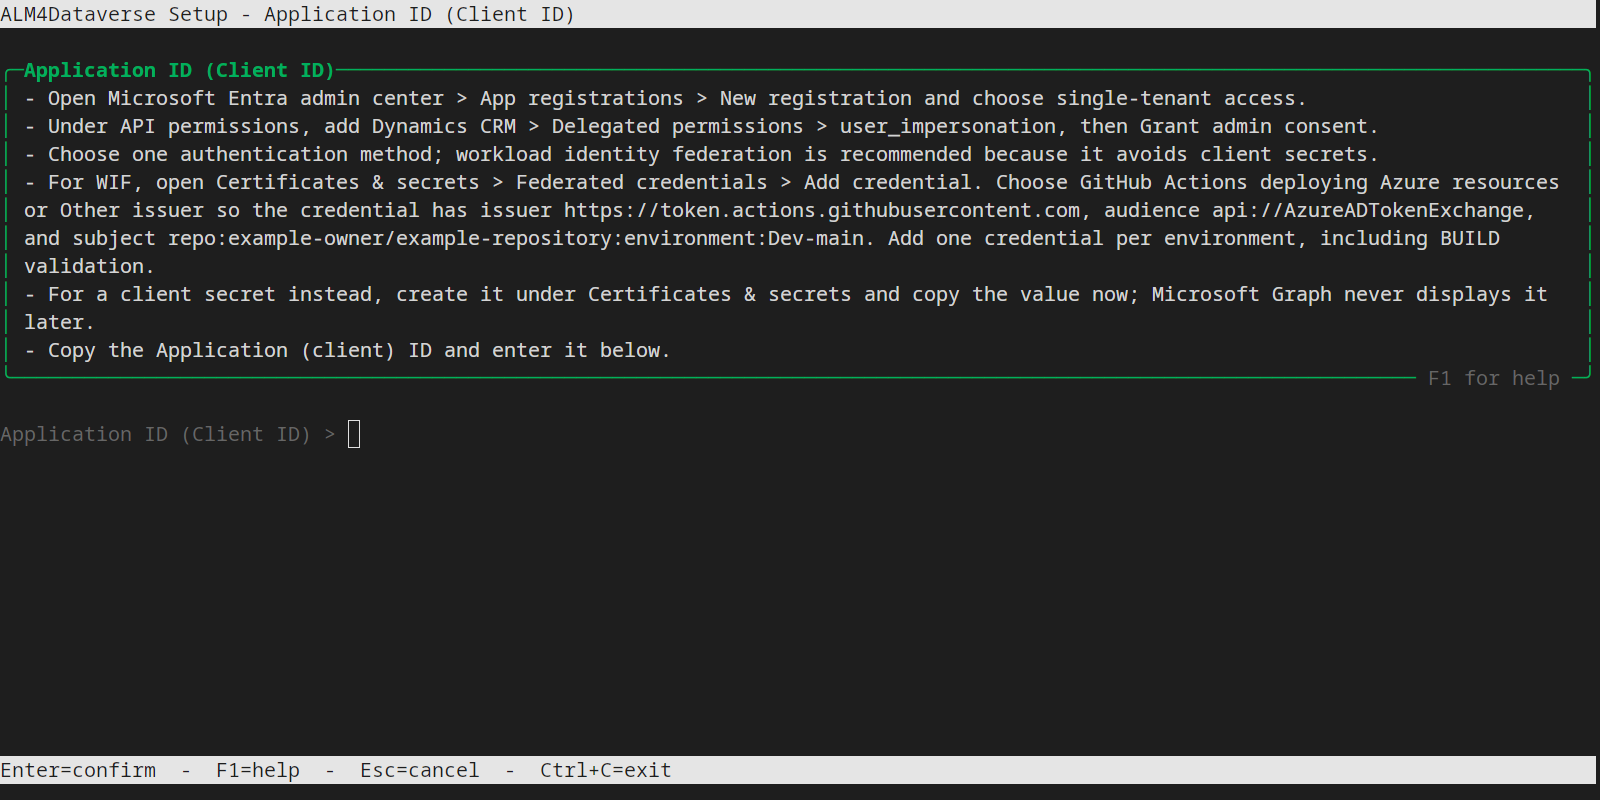 ALM4Dataverse Setup - Application ID (Client ID)
Application ID (Client ID)
- Open Microsoft Entra admin center > App registrations > New registration and choose single-tenant access.
- Under API permissions, add Dynamics CRM > Delegated permissions > user_impersonation, then Grant admin consent.
- Choose one authentication method; workload identity federation is recommended because it avoids client secrets.
- For WIF, open Certificates & secrets > Federated credentials > Add credential. Choose GitHub Actions deploying Azure resources
or Other issuer so the credential has issuer https://token.actions.githubusercontent.com, audience api://AzureADTokenExchange,
and subject repo:example-owner/example-repository:environment:Dev-main. Add one credential per environment, including BUILD
validation.
- For a client secret instead, create it under Certificates & secrets and copy the value now; Microsoft Graph never displays it
later.
- Copy the Application (client) ID and enter it below.
F1 for help
Application ID (Client ID) >
Enter=confirm  -  F1=help  -  Esc=cancel  -  Ctrl+C=exit